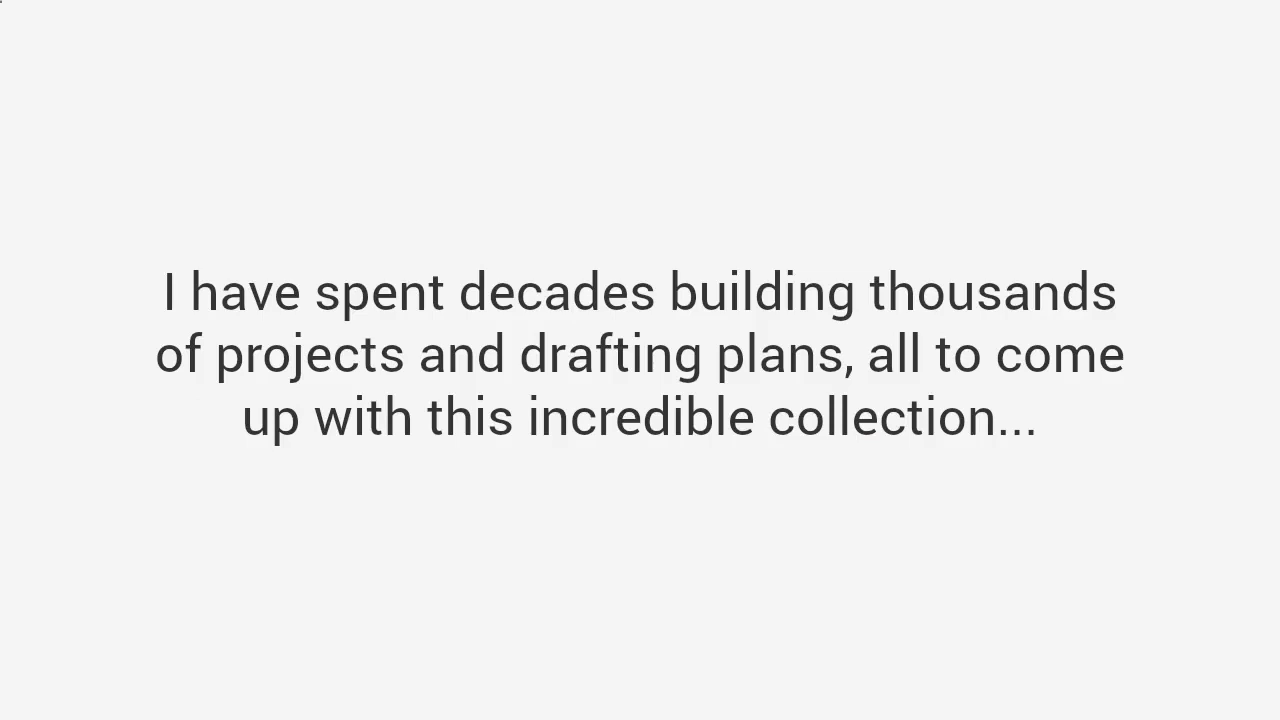 I have spent decades building thousands
of projects and drafting plans, all to come
up with this incredible collection...